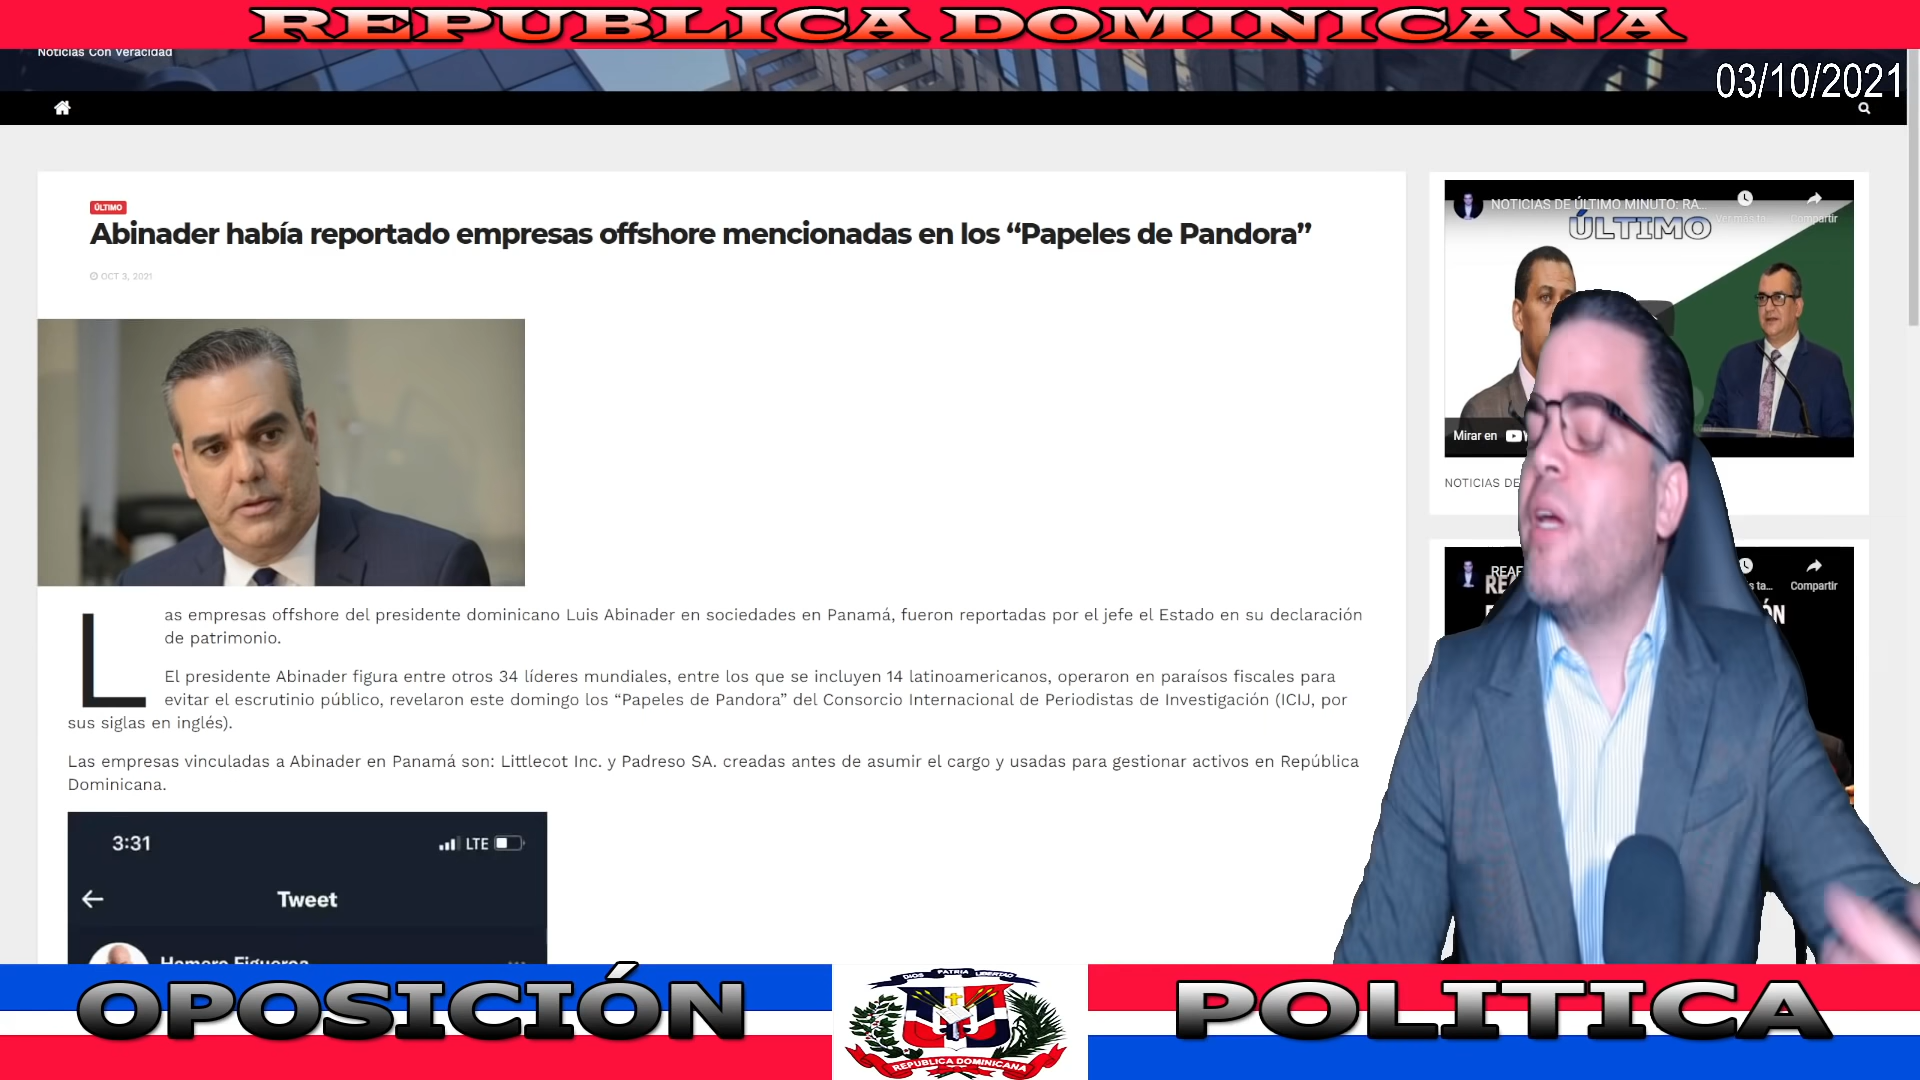 REPUBLICA DOMINICANA
Noticias Con Veracidad
03/10/2021
ÚLTIMO
Abinader había reportado empresas offshore mencionadas en los “Papeles de Pandora”
OCT 3, 2021
NOTICIAS DE ÚLTIMO MINUTO: RA...
Ver más ta...
Compartir
ÚLTIMO
Mirar en
NOTICIAS DE
Las empresas offshore del presidente dominicano Luis Abinader en sociedades en Panamá, fueron reportadas por el jefe el Estado en su declaración
de patrimonio.
El presidente Abinader figura entre otros 34 líderes mundiales, entre los que se incluyen 14 latinoamericanos, operaron en paraísos fiscales para
evitar el escrutinio público, revelaron este domingo los “Papeles de Pandora” del Consorcio Internacional de Periodistas de Investigación (ICIJ, por
sus siglas en inglés).
Las empresas vinculadas a Abinader en Panamá son: Littlecot Inc. y Padreso SA. creadas antes de asumir el cargo y usadas para gestionar activos en República
Dominicana.
Compartir
3:31
LTE
Tweet
Homero Figueroa
OPOSICIÓN
DIOS PATRIA LIBERTAD
REPUBLICA DOMINICANA
POLITICA